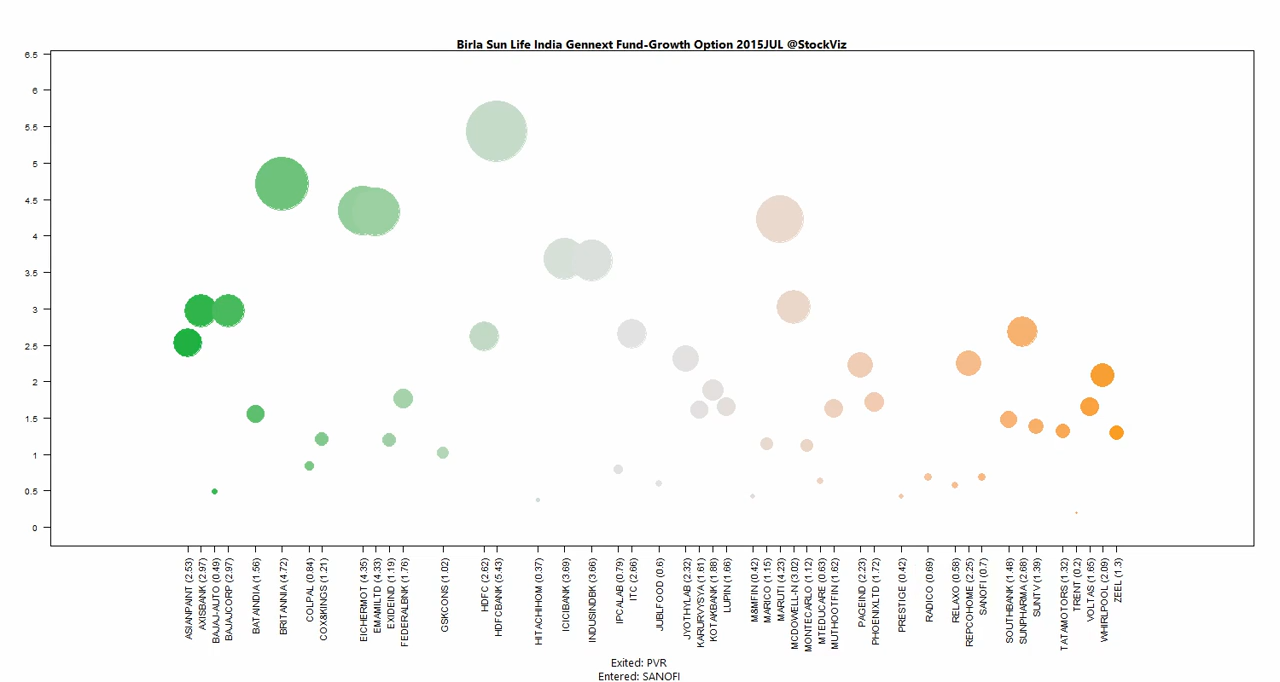 Birla Sun Life India Gennext Fund-Growth Option 2015JUL @StockViz
6.5
6
5.5
5
4.5
4
3.5
3
2.5
2
1.5
1
0.5
0
ASIANPAINT (2.53)
AXISBANK (2.97)
BAJAJ-AUTO (0.49)
BAJAJCORP (2.97)
BATAINDIA (1.56)
BRITANNIA (4.72)
COLPAL (0.84)
COX&KINGS (1.21)
EICHERMOT (4.35)
EMAMILTD (4.33)
EXIDEIND (1.19)
FEDERALBNK (1.76)
GSKCONS (1.02)
HDFC (2.62)
HDFCBANK (5.43)
HITACHIHOM (0.37)
ICICIBANK (3.69)
INDUSINDBK (3.66)
IPCALAB (0.79)
ITC (2.66)
JUBLFOOD (0.6)
JYOTHYLAB (2.32)
KARURVYSYA (1.61)
KOTAKBANK (1.88)
LUPIN (1.66)
M&MFIN (0.42)
MARICO (1.15)
MARUTI (4.23)
MCDOWELL-N (3.02)
MONTECARLO (1.12)
MTEDUCARE (0.63)
MUTHOOTFIN (1.62)
PAGEIND (2.23)
PHOENIXLTD (1.72)
PRESTIGE (0.42)
RADICO (0.69)
RELAXO (0.58)
REPCOHOME (2.25)
SANOFI (0.7)
SOUTHBANK (1.48)
SUNPHARMA (2.68)
SUNTV (1.39)
TATAMOTORS (1.32)
TRENT (0.2)
VOLTAS (1.65)
WHIRLPOOL (2.09)
ZEEL (1.3)
Exited: PVR
Entered: SANOFI